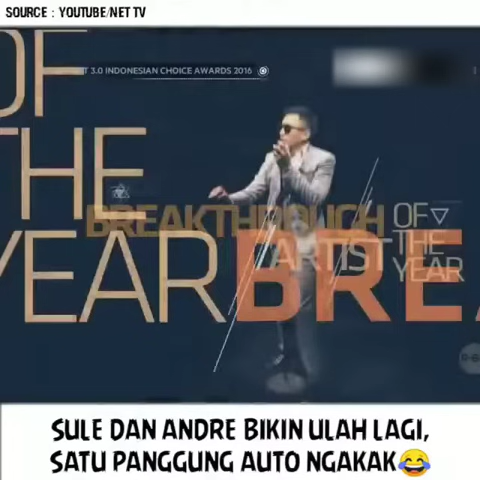 SOURCE : YOUTUBE/NET TV
T 3.0 INDONESIAN CHOICE AWARDS 2016
OF
THE
YEAR
BREAKTHROUGH
ARTIST
OF
THE
YEAR
BREA
SULE DAN ANDRE BIKIN ULAH LAGI,
SATU PANGGUNG AUTO NGAKAK😂